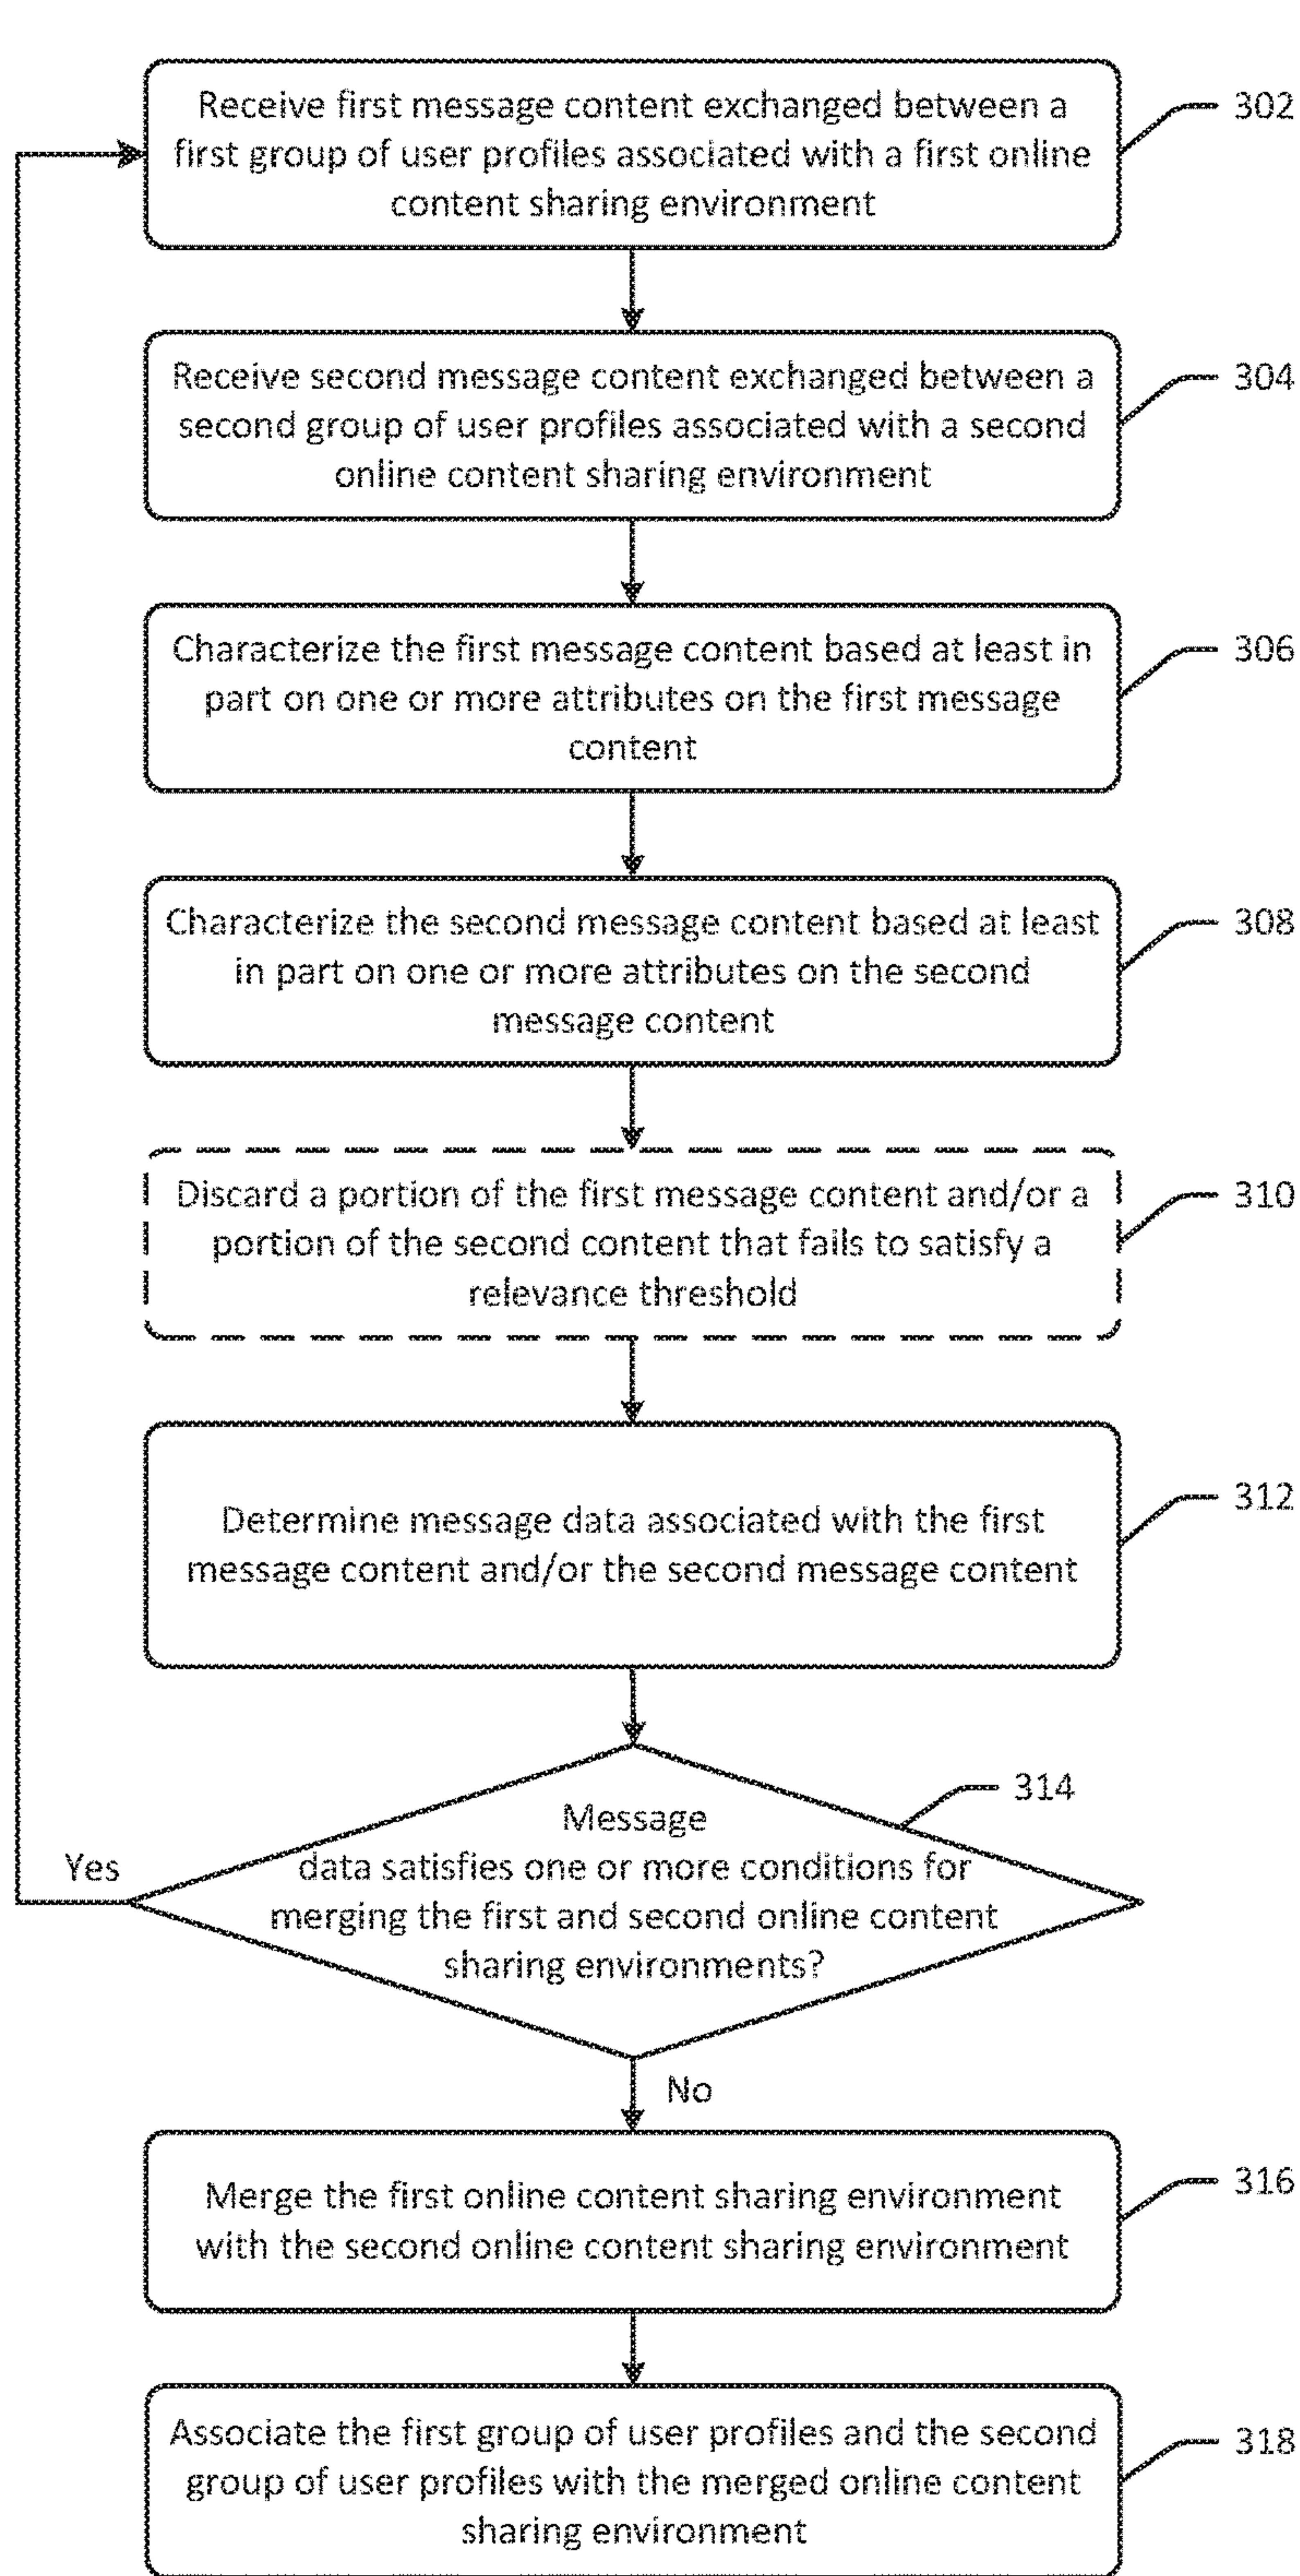 Receive first message content exchanged between a
first group of user profiles associated with a first online
content sharing environment
302
Receive second message content exchanged between a
second group of user profiles associated with a second
online content sharing environment
304
Characterize the first message content based at least in
part on one or more attributes on the first message
content
306
Characterize the second message content based at least
in part on one or more attributes on the second
message content
308
Discard a portion of the first message content and/or a
portion of the second content that fails to satisfy a
relevance threshold
310
Determine message data associated with the first
message content and/or the second message content
312
Message
data satisfies one or more conditions for
merging the first and second online content
sharing environments?
314
Yes
No
Merge the first online content sharing environment
with the second online content sharing environment
316
Associate the first group of user profiles and the second
group of user profiles with the merged online content
sharing environment
318